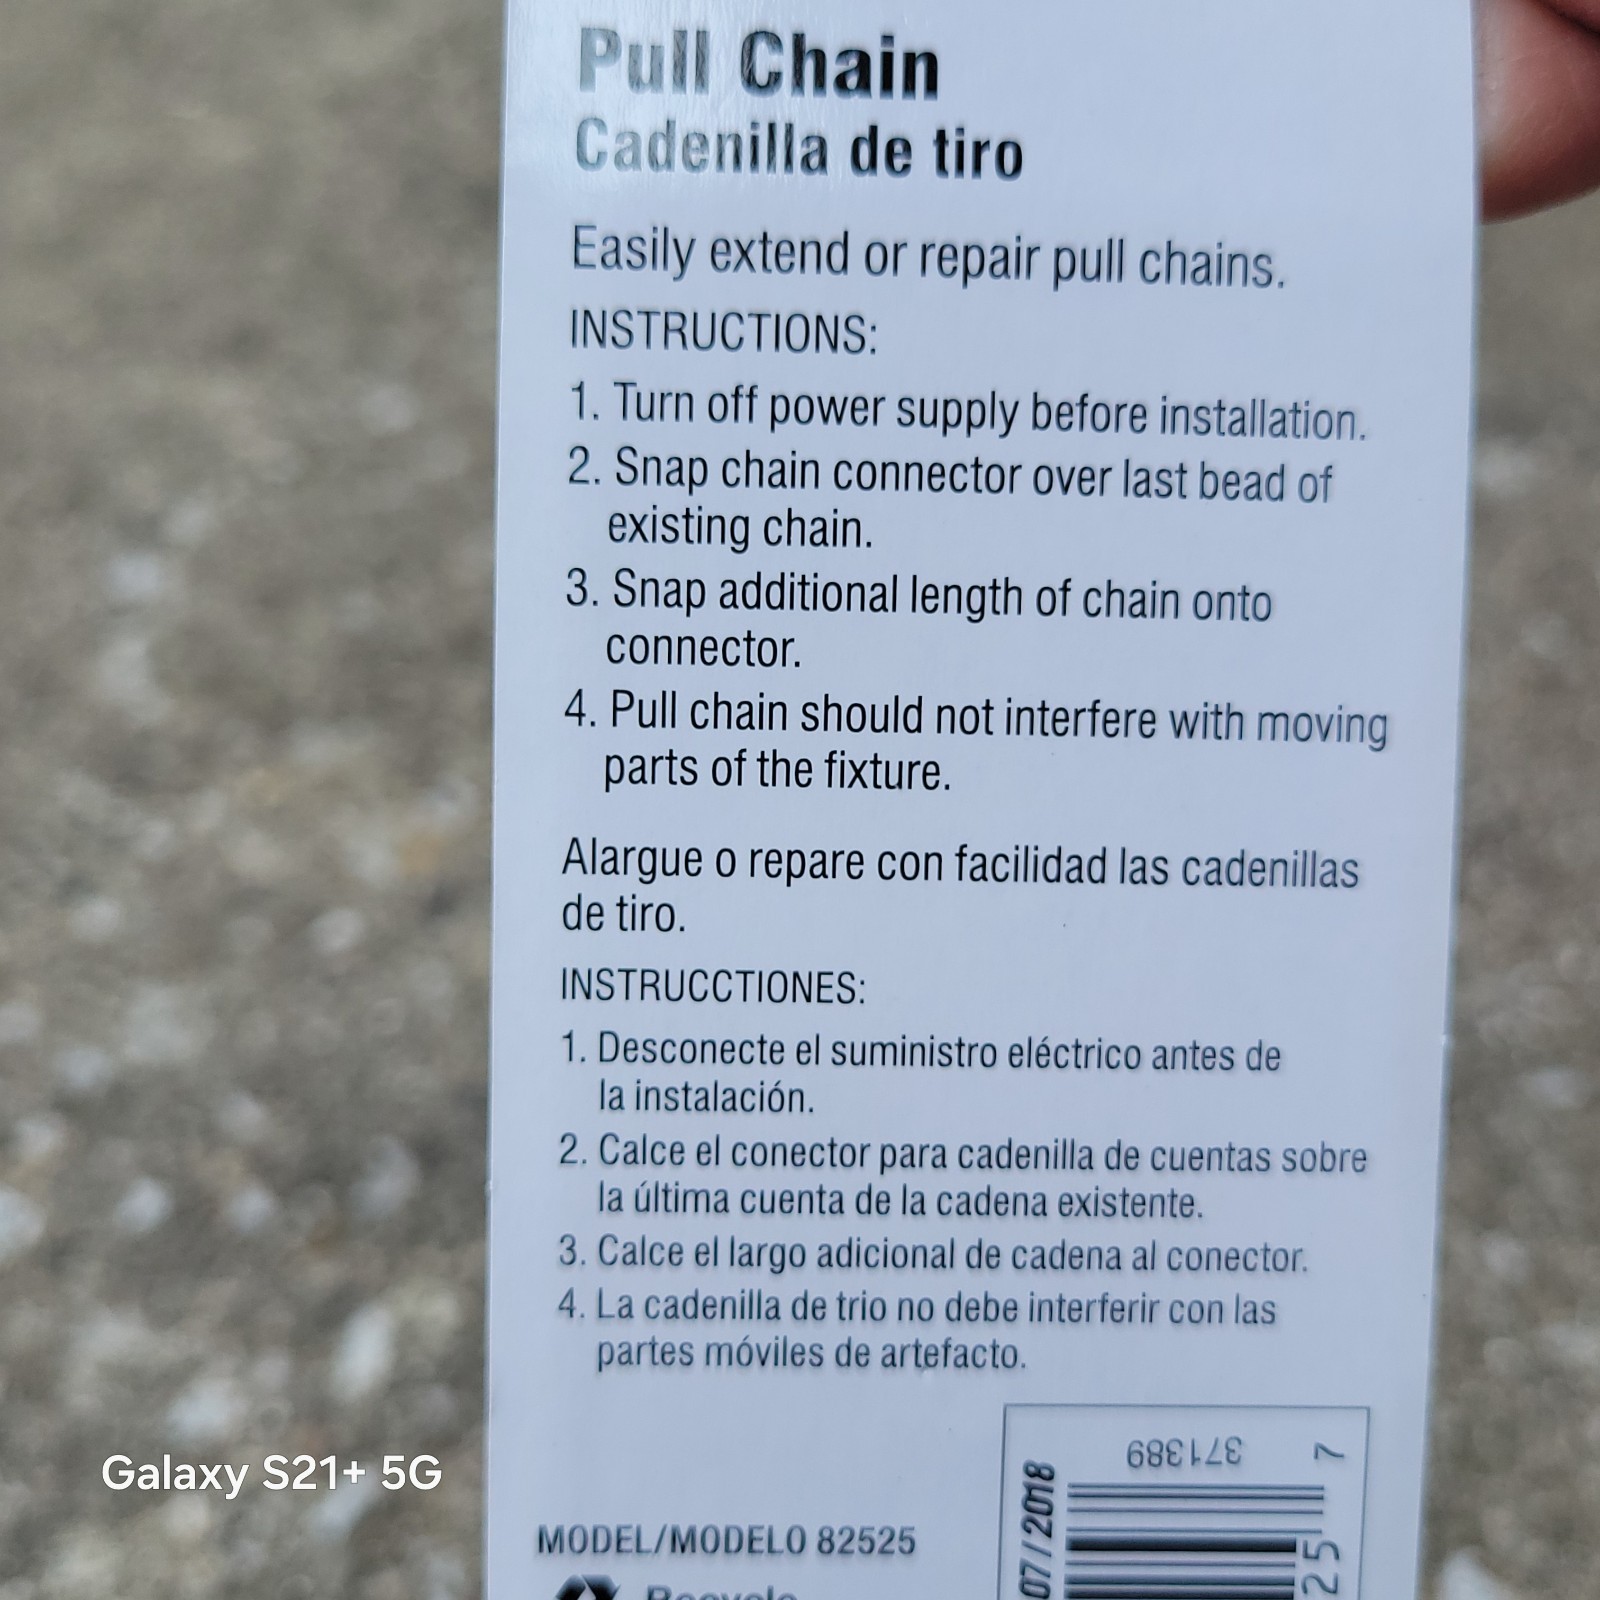 Pull Chain
Cadenilla de tiro
Easily extend or repair pull chains.
INSTRUCTIONS:
1. Turn off power supply before installation.
2. Snap chain connector over last bead of
existing chain.
3. Snap additional length of chain onto
connector.
4. Pull chain should not interfere with moving
parts of the fixture.
Alargue o repare con facilidad las cadenillas
de tiro.
INSTRUCCTIONES:
1. Desconecte el suministro eléctrico antes de
la instalación.
2. Calce el conector para cadenilla de cuentas sobre
la última cuenta de la cadena existente.
3. Calce el largo adicional de cadena al conector.
4. La cadenilla de trio no debe interferir con las
partes móviles de artefacto.
371389
7
07/2018
25
MODEL/MODELO 82525
Recycle
Galaxy S21+ 5G